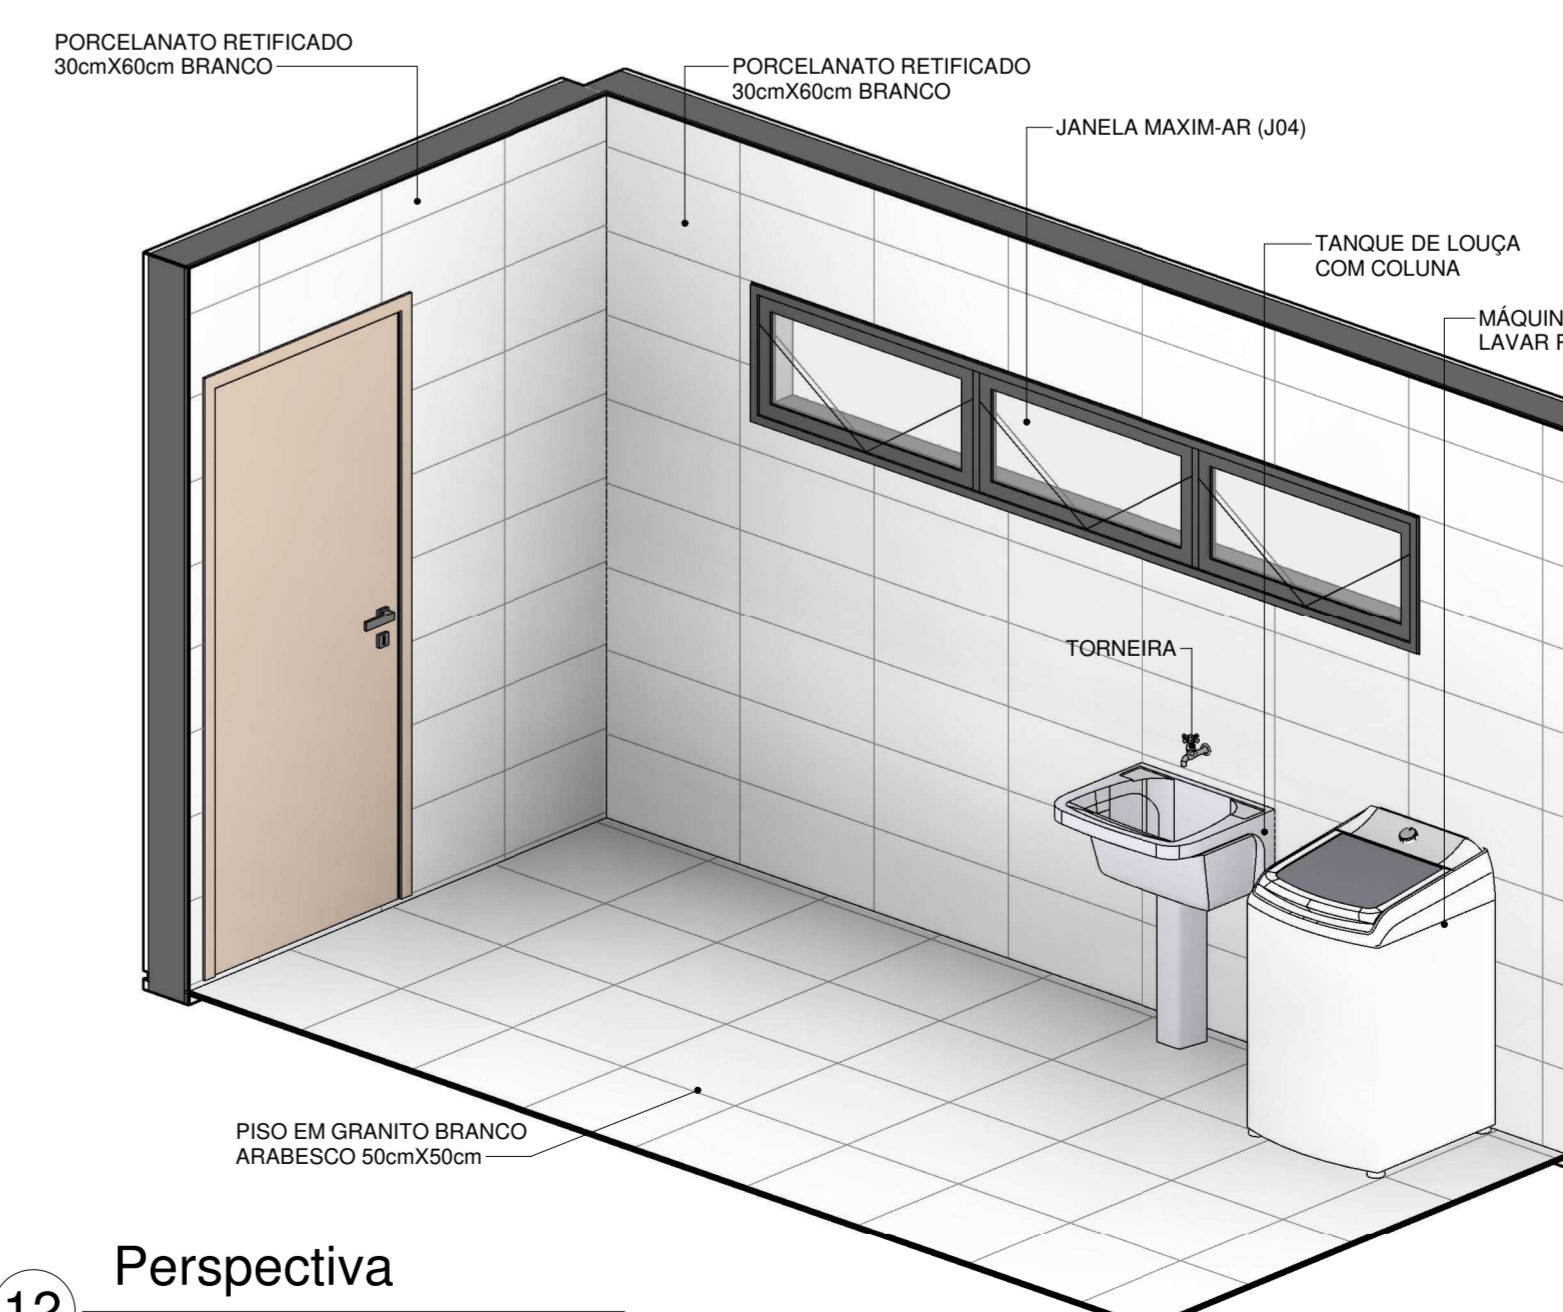 PORCELANATO RETIFICADO
30cmX60cm BRANCO
PORCELANATO RETIFICADO
30cmX60cm BRANCO
JANELA MAXIM-AR (J04)
TANQUE DE LOUÇA
COM COLUNA
LAVAR
TORNEIRA
PISO EM GRANITO BRANCO
ARABESCO 50cmX50cm
Perspectiva
12